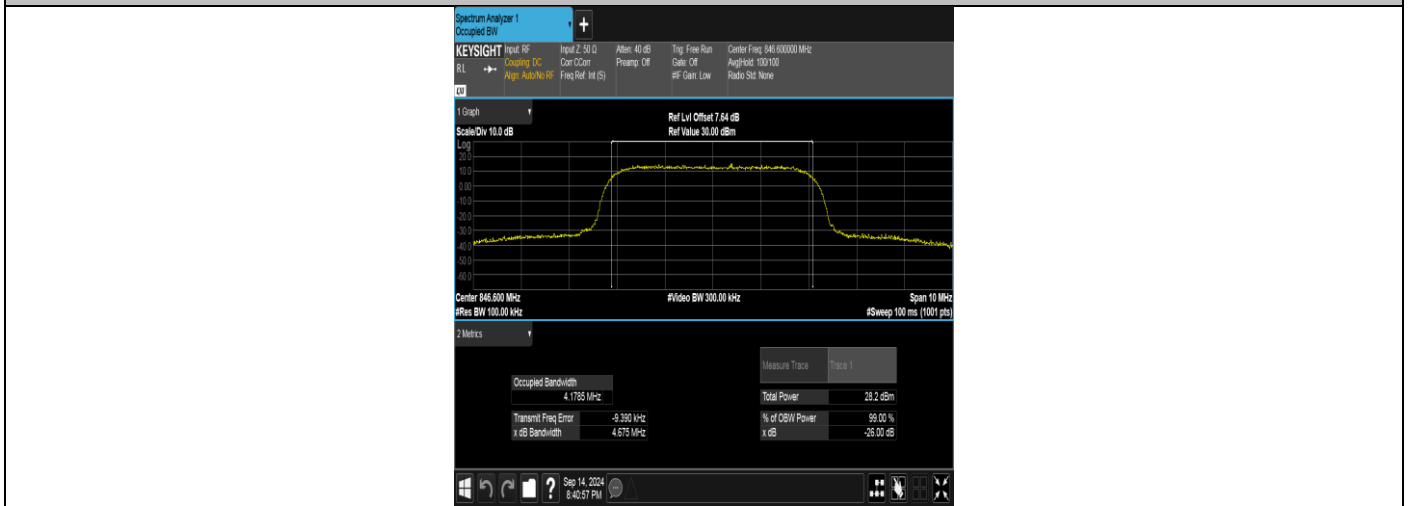 Spectrum Analyzer 1
Occupied BW
+
KEYSIGHT Input: RF Input Z: 50 Ω Atten: 40 dB Trig: Free Run Center Freq: 846.600000 MHz
RL Coupling: DC Corr CCorr Preamp: Off Gate: Off Avg|Hold: 100/100
Align: Auto/No RF Freq Ref: Int (S) #IF Gain: Low Radio Std: None
1 Graph
Ref Lvl Offset 7.64 dB
Scale/Div 10.0 dB Ref Value 30.00 dBm
Log
20.0
10.0
0.00
-10.0
-20.0
-30.0
-40.0
-50.0
-60.0
Center 846.600 MHz #Video BW 300.00 kHz Span 10 MHz
#Res BW 100.00 kHz #Sweep 100 ms (1001 pts)
2 Metrics
Measure Trace Trace 1
Occupied Bandwidth
4.1785 MHz Total Power 28.2 dBm
Transmit Freq Error -9.390 kHz % of OBW Power 99.00 %
x dB Bandwidth 4.675 MHz x dB -26.00 dB
? Sep 14, 2024
8:40:57 PM